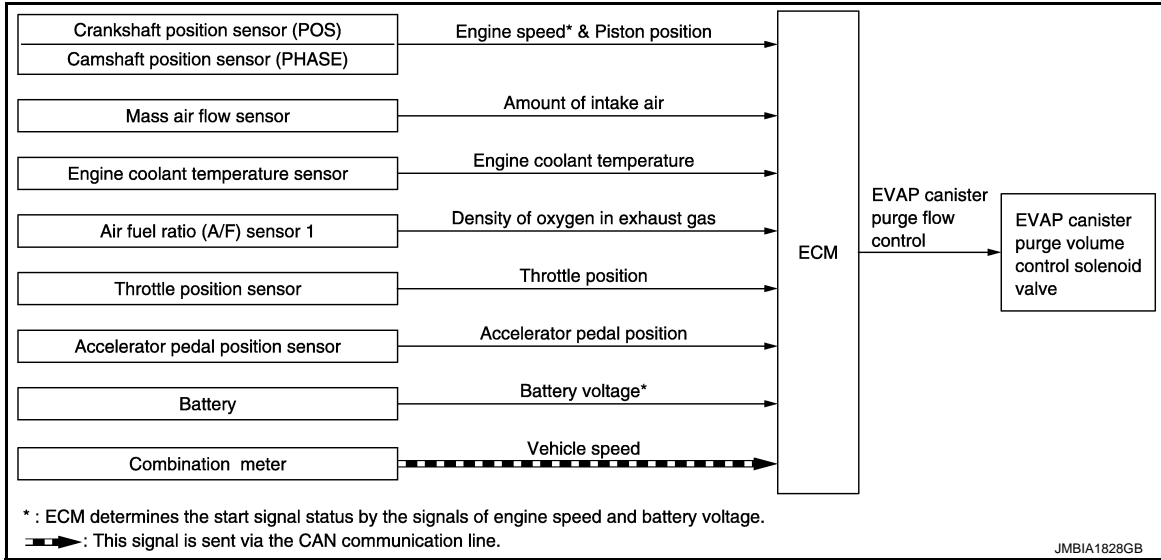 Crankshaft position sensor (POS)
Camshaft position sensor (PHASE)
Engine speed* & Piston position
Mass air flow sensor
Amount of intake air
Engine coolant temperature sensor
Engine coolant temperature
Air fuel ratio (A/F) sensor 1
Density of oxygen in exhaust gas
Throttle position sensor
Throttle position
Accelerator pedal position sensor
Accelerator pedal position
Battery
Battery voltage*
Combination meter
Vehicle speed
ECM
EVAP canister
purge flow
control
EVAP canister
purge volume
control solenoid
valve
* : ECM determines the start signal status by the signals of engine speed and battery voltage.
: This signal is sent via the CAN communication line.
JMBIA1828GB